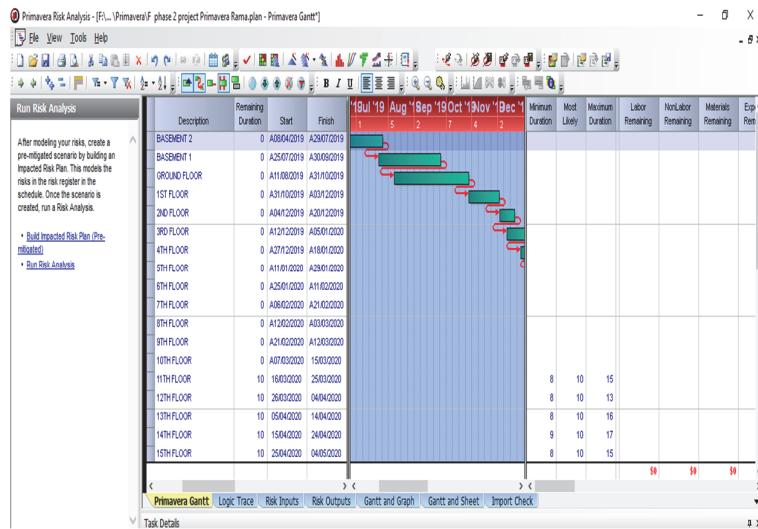 Primavera Risk Analysis - [F:\... \Primavera\F phase 2 project Primavera Rama.plan - Primavera Gantt*]
File View Tools Help
Run Risk Analysis
After modeling your risks, create a
pre-mitigated scenario by building an
Impacted Risk Plan. This models the
risks in the risk register in the
schedule. Once the scenario is
created, run a Risk Analysis.
• Build Impacted Risk Plan (Pre-
mitigated)
• Run Risk Analysis
Description Remaining Duration Start Finish '19ul '19 Aug '19ep '19Oct '19Nov '19ec '1 Minimum Duration Most Likely Maximum Duration Labor Remaining NonLabor Remaining Materials Remaining
1 5 2 7 4 2
BASEMENT 2 0 A08/04/2019 A29/07/2019
BASEMENT 1 0 A25/07/2019 A30/09/2019
GROUND FLOOR 0 A11/08/2019 A31/10/2019
1ST FLOOR 0 A31/10/2019 A03/12/2019
2ND FLOOR 0 A04/12/2019 A20/12/2019
3RD FLOOR 0 A12/12/2019 A05/01/2020
4TH FLOOR 0 A27/12/2019 A18/01/2020
5TH FLOOR 0 A11/01/2020 A29/01/2020
6TH FLOOR 0 A25/01/2020 A11/02/2020
7TH FLOOR 0 A06/02/2020 A21/02/2020
8TH FLOOR 0 A12/02/2020 A03/03/2020
9TH FLOOR 0 A21/02/2020 A12/03/2020
10TH FLOOR 0 A07/03/2020 15/03/2020
11TH FLOOR 10 16/03/2020 25/03/2020 8 10 15
12TH FLOOR 10 26/03/2020 04/04/2020 8 10 13
13TH FLOOR 10 05/04/2020 14/04/2020 8 10 16
14TH FLOOR 10 15/04/2020 24/04/2020 9 10 17
15TH FLOOR 10 25/04/2020 04/05/2020 8 10 15
$0 $0 $0
Primavera Gantt Logic Trace Risk Inputs Risk Outputs Gantt and Graph Gantt and Sheet Import Check
Task Details